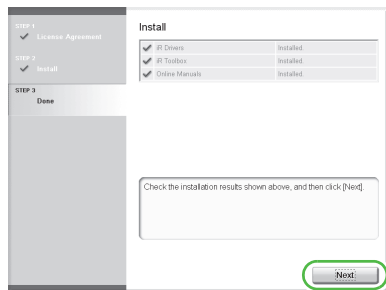 STEP 1
License Agreement
STEP 2
Install
STEP 3
Done
Install
iR Drivers Installed.
iR Toolbox Installed.
Online Manuals Installed.
Check the installation results shown above, and then click [Next].
Next